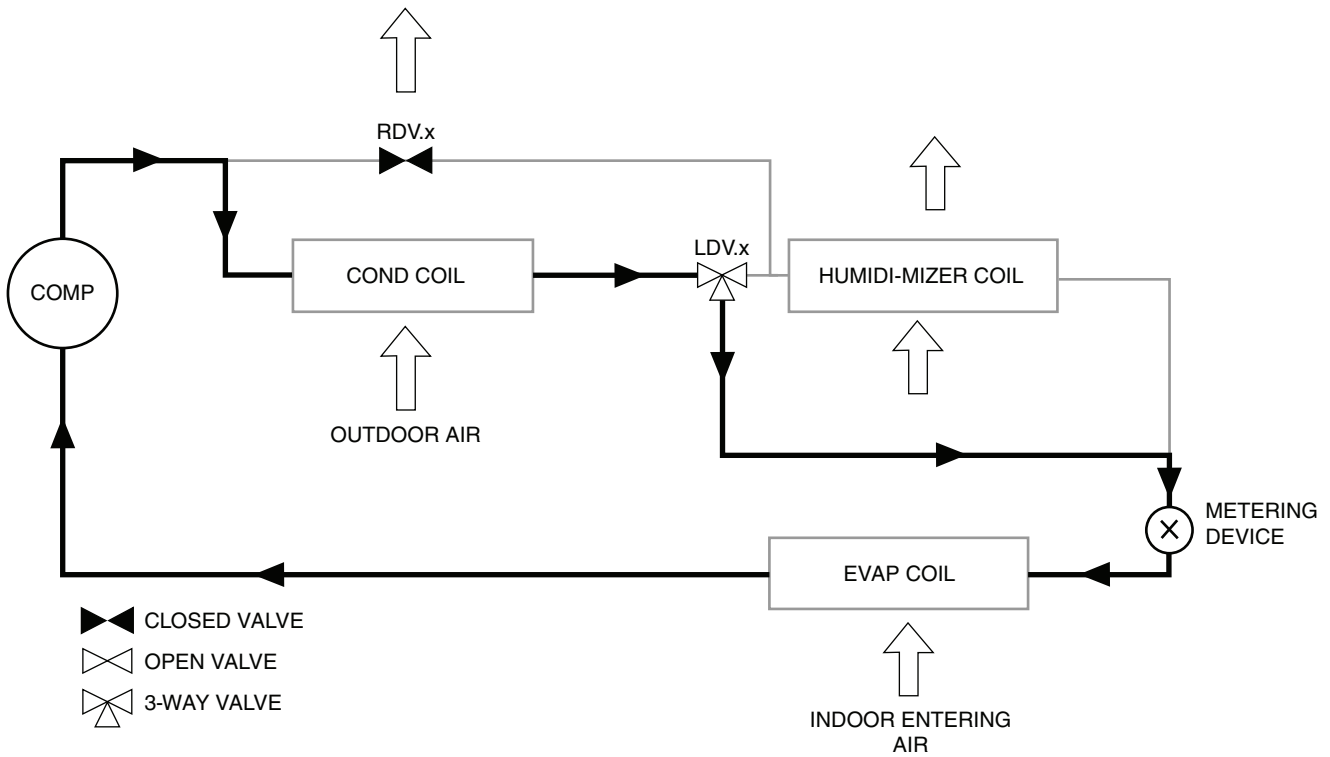 RDV.x
LDV.x
COMP
COND COIL
HUMIDI-MIZER COIL
OUTDOOR AIR
METERING
DEVICE
EVAP COIL
CLOSED VALVE
OPEN VALVE
3-WAY VALVE
INDOOR ENTERING
AIR